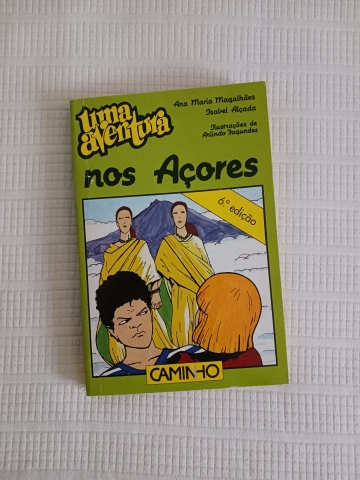 uma
aventura
Ana Maria Magalhães
Isabel Alçada
Ilustrações de
Arlindo Fagundes
nos Açores
6ª edição
CAMINHO